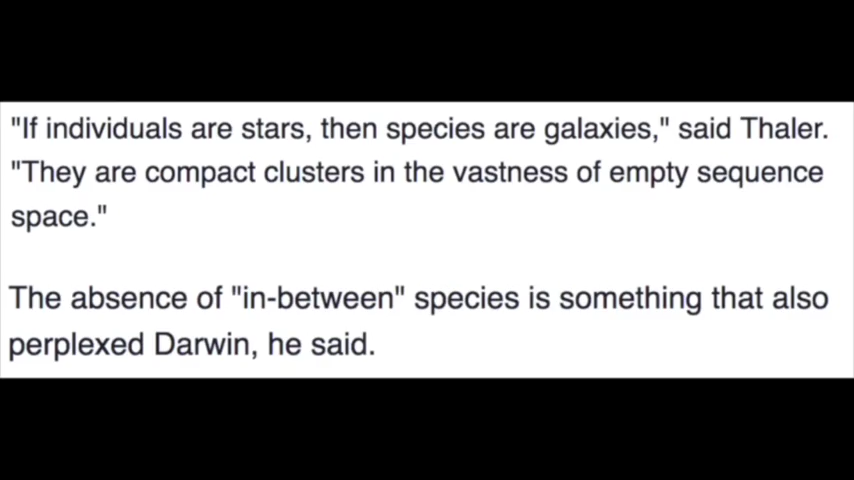 "If individuals are stars, then species are galaxies," said Thaler.
"They are compact clusters in the vastness of empty sequence
space."
The absence of "in-between" species is something that also
perplexed Darwin, he said.